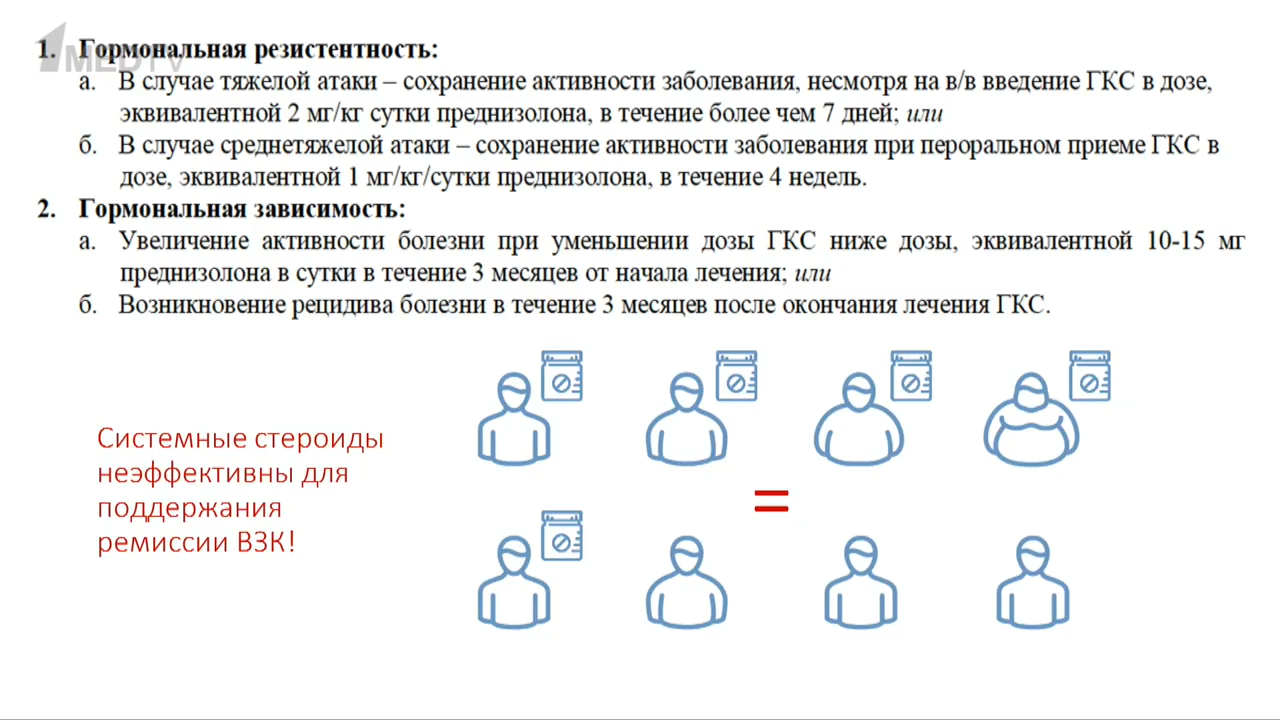 1MEDTV
1. Гормональная резистентность:
а. В случае тяжелой атаки – сохранение активности заболевания, несмотря на в/в введение ГКС в дозе,
эквивалентной 2 мг/кг сутки преднизолона, в течение более чем 7 дней; или
б. В случае среднетяжелой атаки – сохранение активности заболевания при пероральном приеме ГКС в
дозе, эквивалентной 1 мг/кг/сутки преднизолона, в течение 4 недель.
2. Гормональная зависимость:
а. Увеличение активности болезни при уменьшении дозы ГКС ниже дозы, эквивалентной 10-15 мг
преднизолона в сутки в течение 3 месяцев от начала лечения; или
б. Возникновение рецидива болезни в течение 3 месяцев после окончания лечения ГКС.
Системные стероиды
неэффективны для
поддержания
ремиссии ВЗК!
=